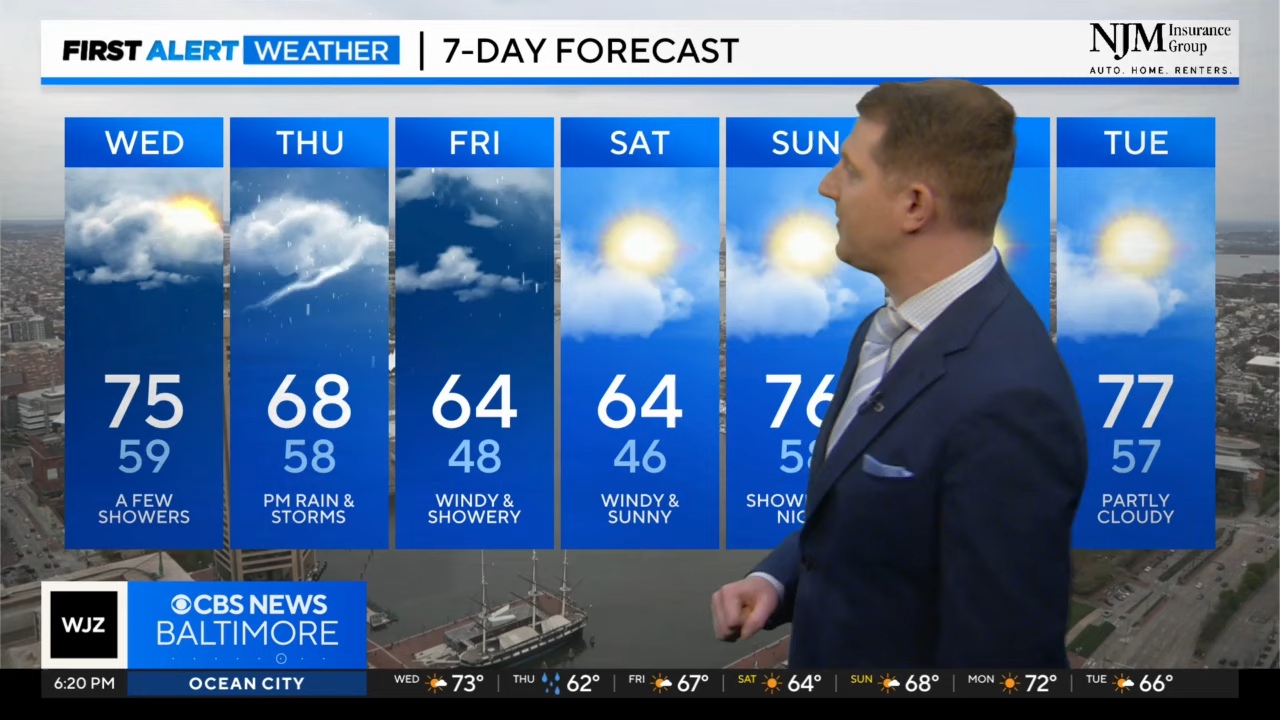 FIRST ALERT WEATHER | 7-DAY FORECAST
NJM Insurance Group
AUTO. HOME. RENTERS.
WED
THU
FRI
SAT
SUN
TUE
75
68
64
64
76
77
59
58
48
46
57
A FEW
SHOWERS
PM RAIN &
STORMS
WINDY &
SHOWERY
WINDY &
SUNNY
PARTLY
CLOUDY
WJZ
CBS NEWS
BALTIMORE
6:20 PM
OCEAN CITY
WED 73° THU 62° FRI 67° SAT 64° SUN 68° MON 72° TUE 66°